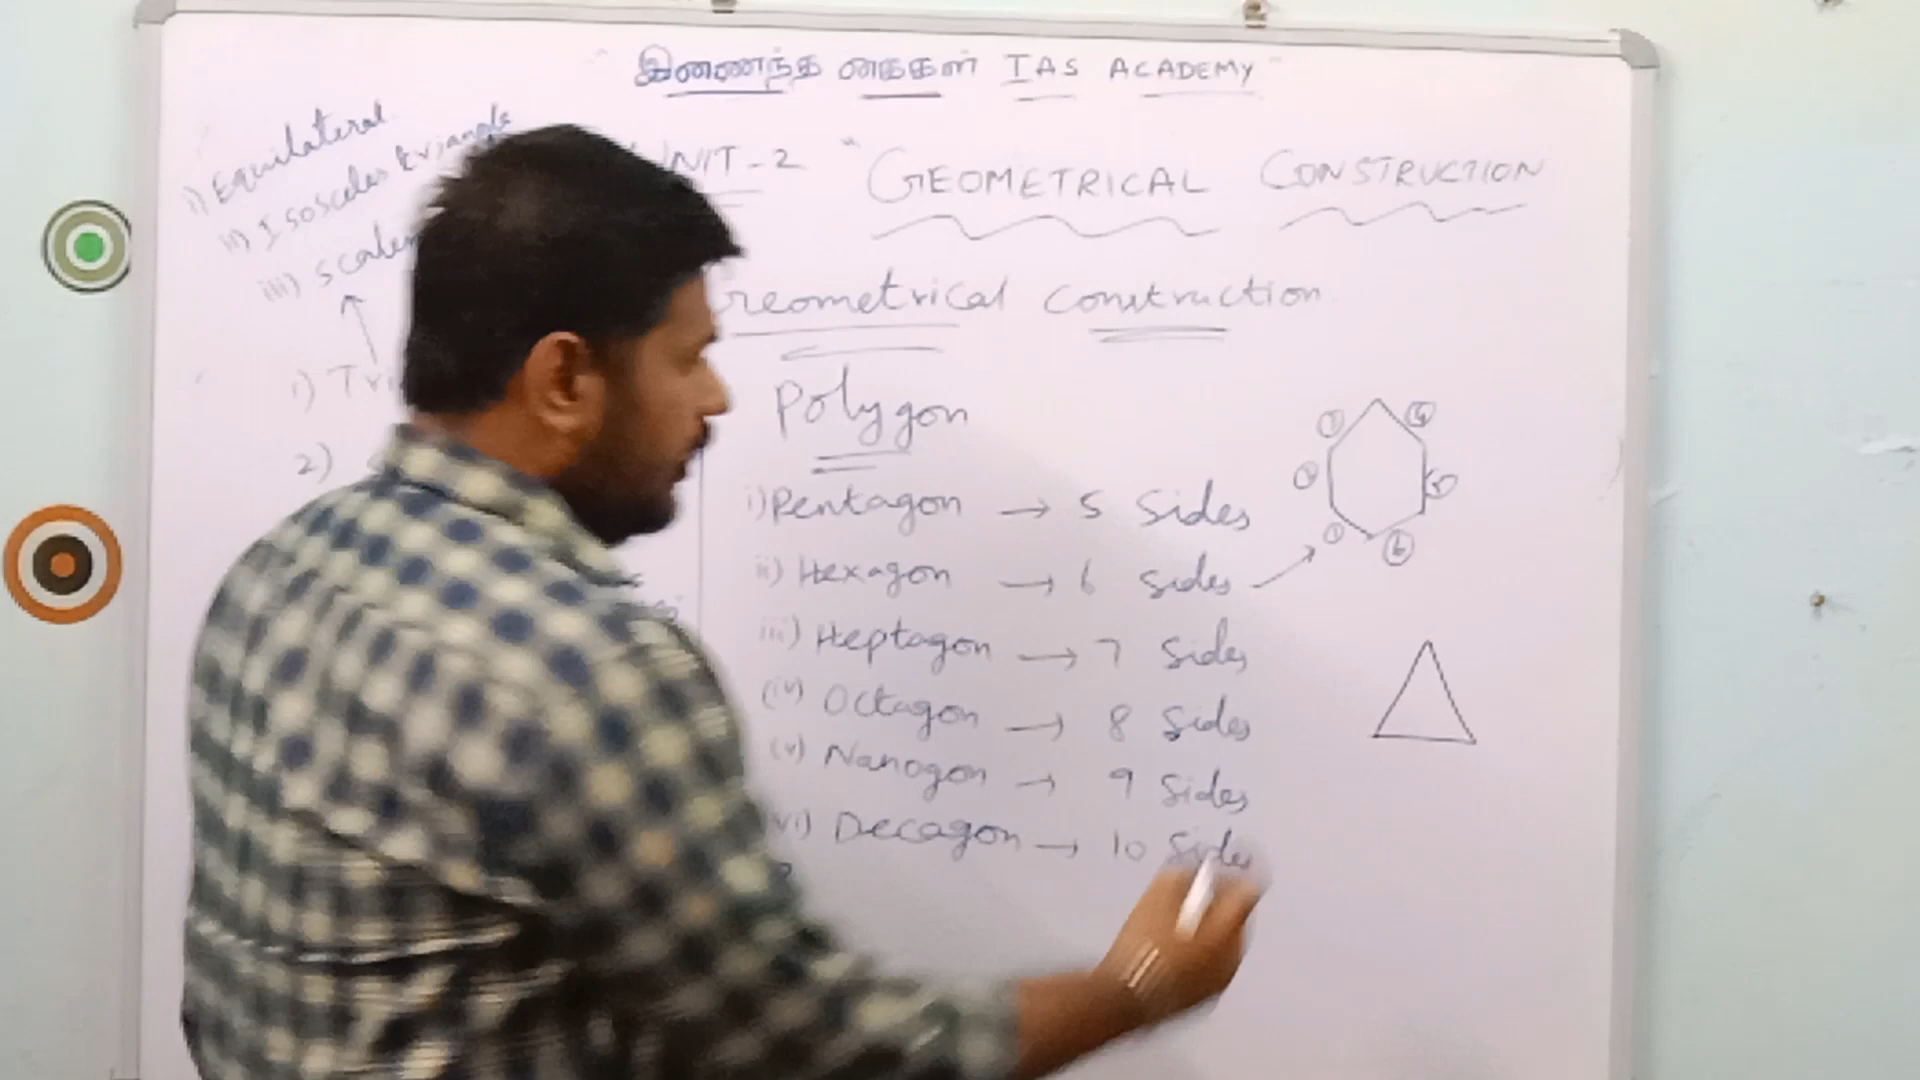 "இணைந்த கைகள் IAS ACADEMY"
UNIT-2 "GEOMETRICAL CONSTRUCTION
Geometrical construction
i) Equilateral
ii) Isosceles triangle
iii)
1)
2)
Polygon
i) Pentagon → 5 Sides
ii) Hexagon → 6 Sides
iii) Heptagon → 7 Sides
(iv) Octagon → 8 Sides
(v) Nanogon → 9 Sides
vi) Decagon → 10 Sides